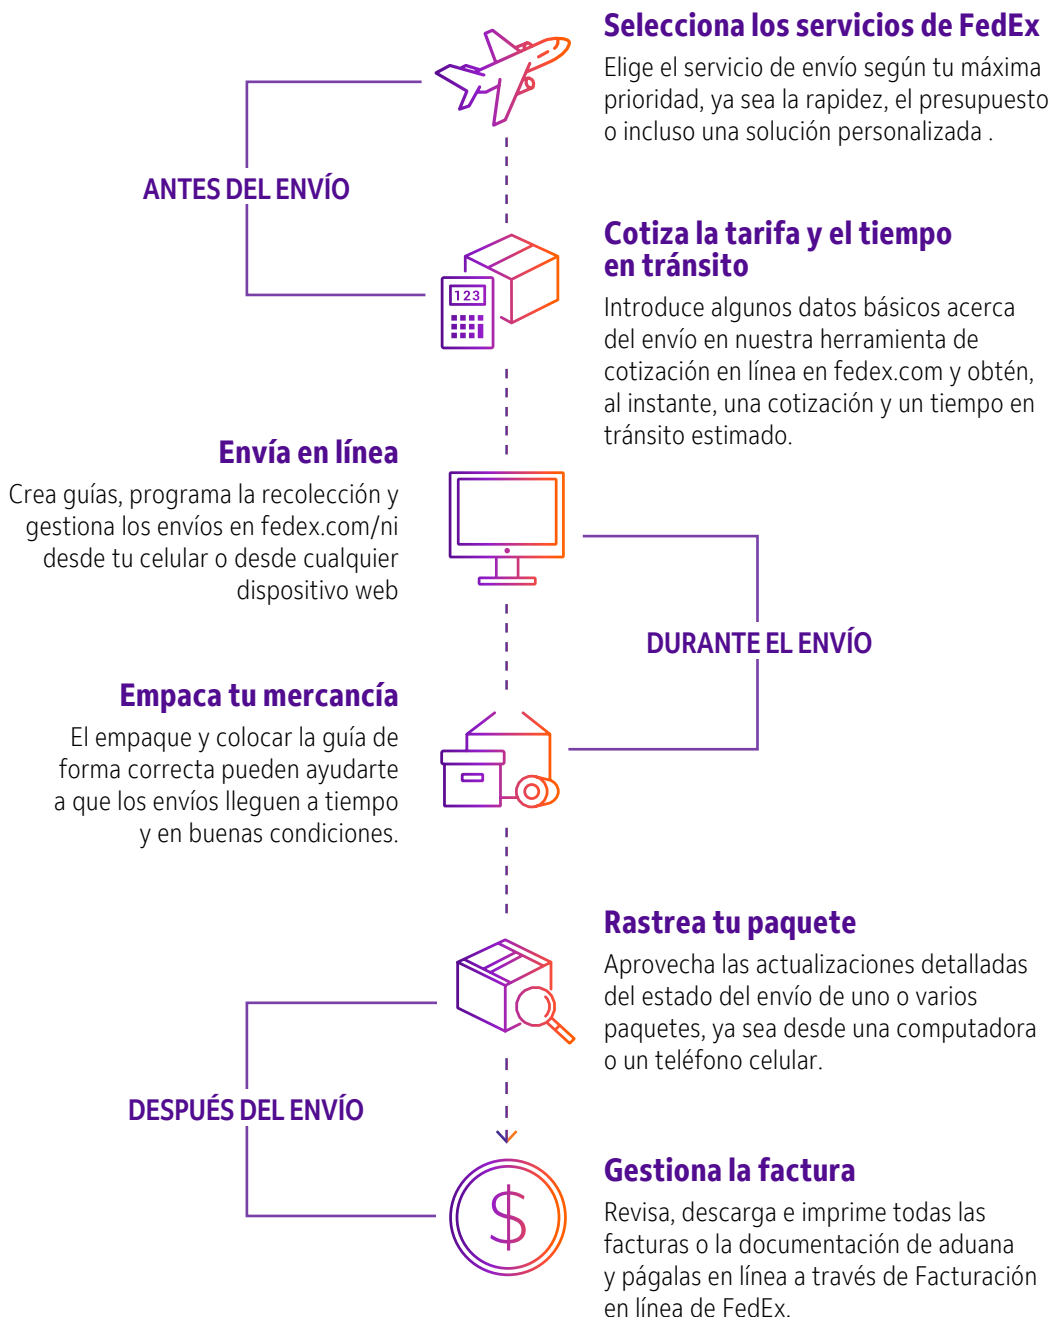 Selecciona los servicios de FedEx
Elige el servicio de envío según tu máxima
prioridad, ya sea la rapidez, el presupuesto
o incluso una solución personalizada .
ANTES DEL ENVÍO
Cotiza la tarifa y el tiempo
en tránsito
123
Introduce algunos datos básicos acerca
del envío en nuestra herramienta de
cotización en línea en fedex.com y obtén,
al instante, una cotización y un tiempo en
tránsito estimado.
Envía en línea
Crea guías, programa la recolección y
gestiona los envíos en fedex.com/ni
desde tu celular o desde cualquier
dispositivo web
DURANTE EL ENVÍO
Empaca tu mercancía
El empaque y colocar la guía de
forma correcta pueden ayudarte
a que los envíos lleguen a tiempo
y en buenas condiciones.
Rastrea tu paquete
Aprovecha las actualizaciones detalladas
del estado del envío de uno o varios
paquetes, ya sea desde una computadora
o un teléfono celular.
DESPUÉS DEL ENVÍO
Gestiona la factura
$
Revisa, descarga e imprime todas las
facturas o la documentación de aduana
y págalas en línea a través de Facturación
en línea de FedEx.